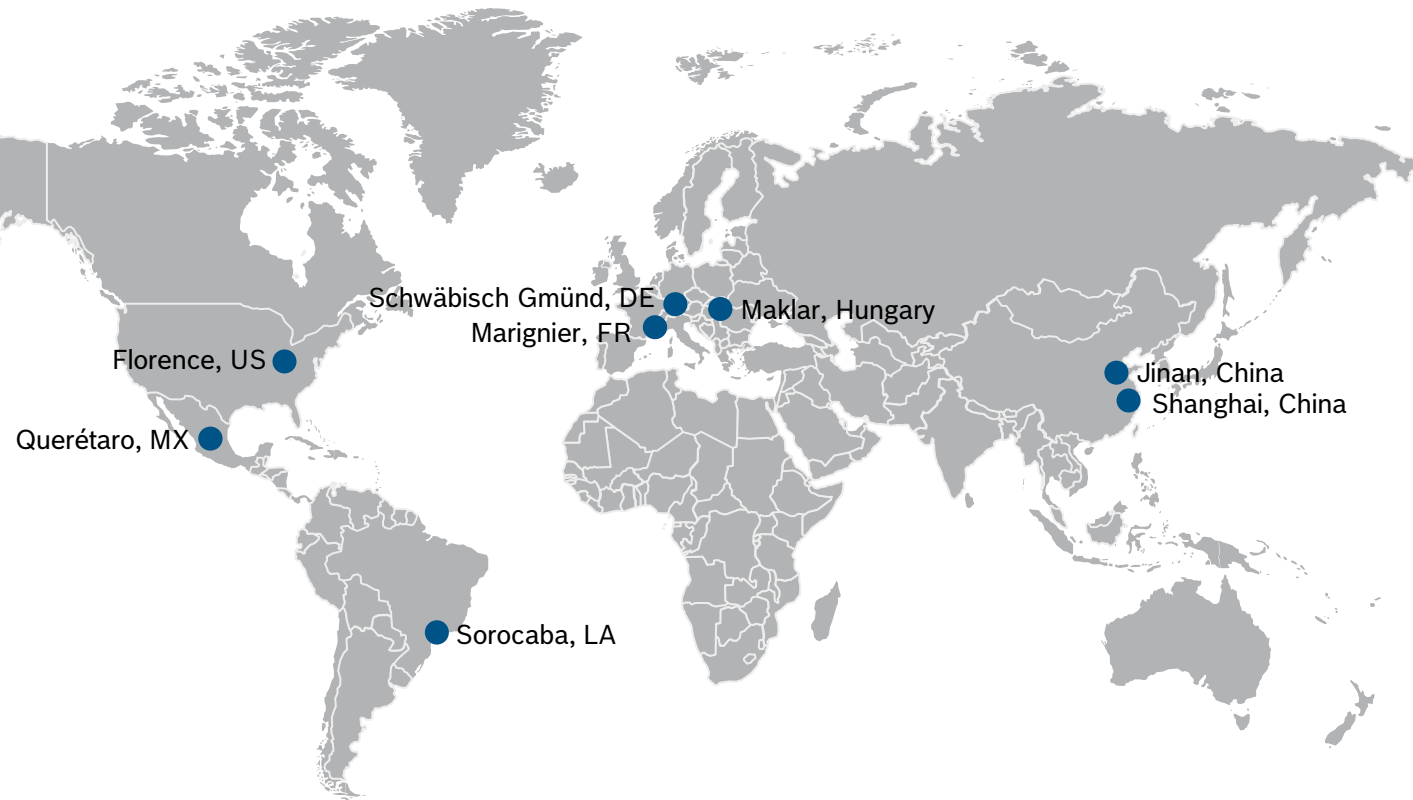 Schwäbisch Gmünd, DE
Maklar, Hungary
Marignier, FR
Florence, US
Jinan, China
Shanghai, China
Querétaro, MX
Sorocaba, LA